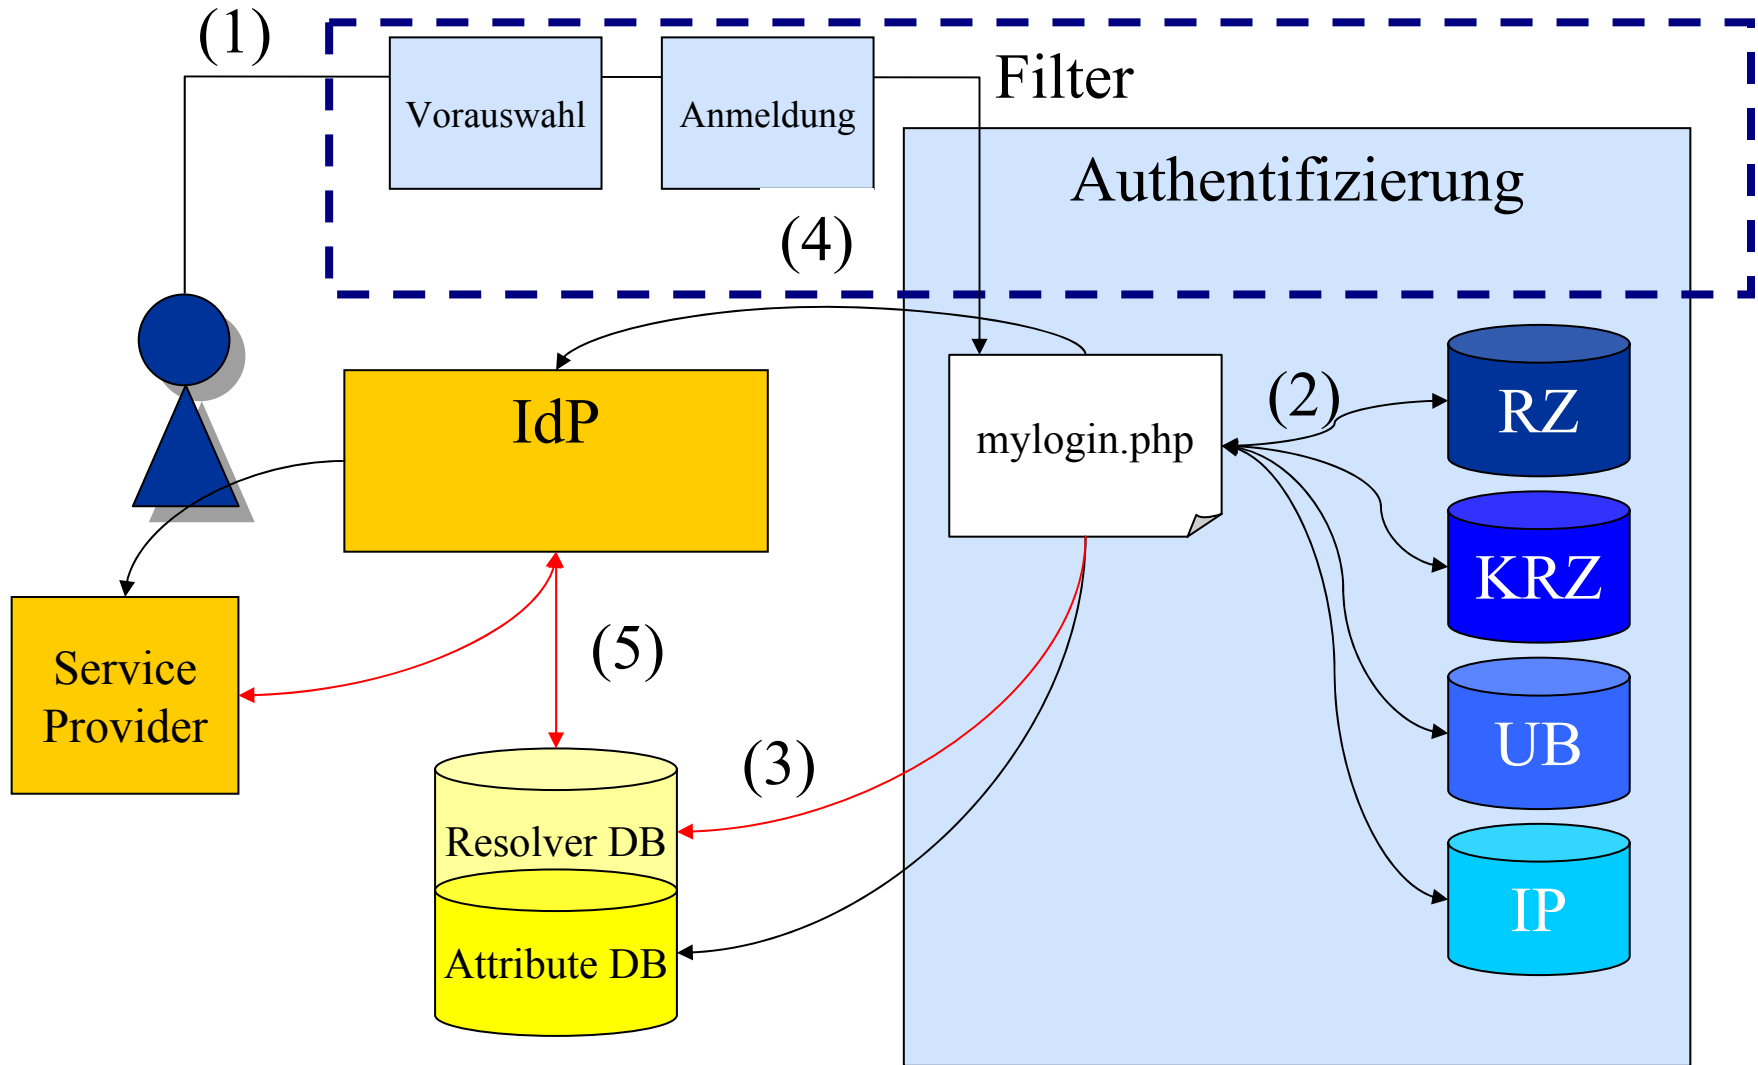 (1)
Vorauswahl
Anmeldung
Filter
Authentifizierung
(4)
IdP
mylogin.php
(2)
RZ
KRZ
UB
IP
Service
Provider
(5)
(3)
Resolver DB
Attribute DB